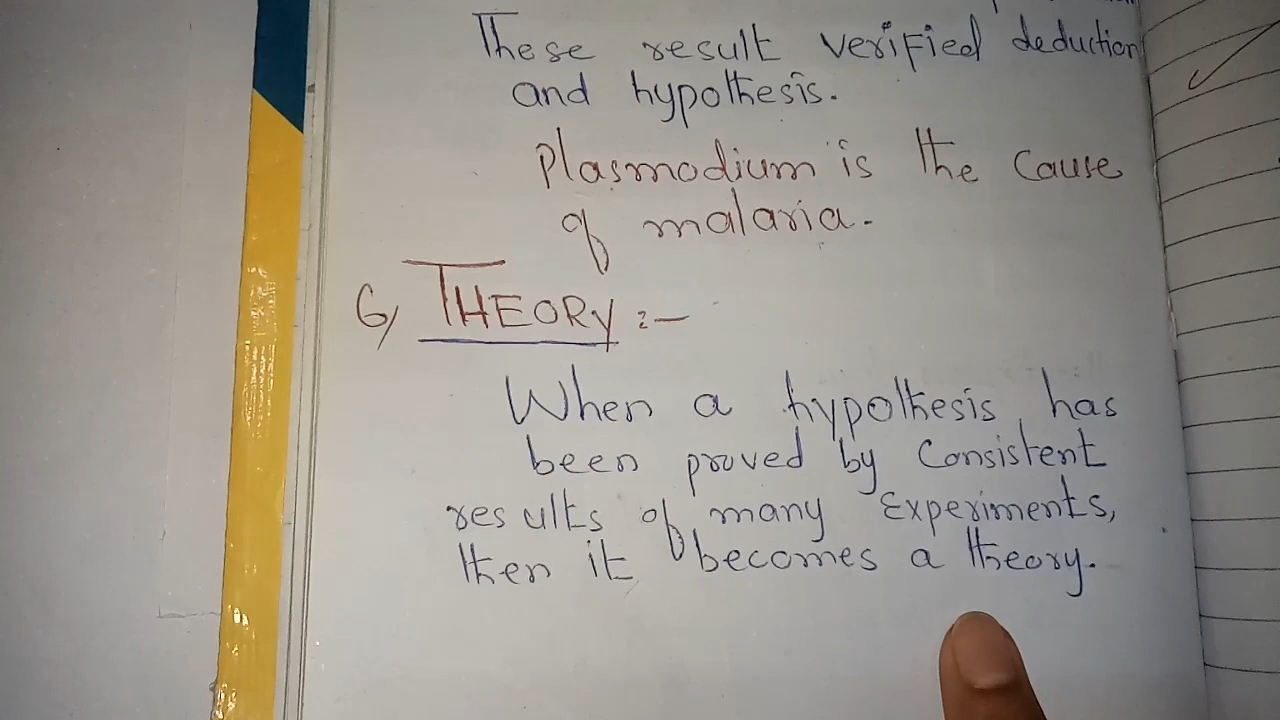 These result verified deduction
and hypothesis.
Plasmodium is the cause
of malaria.
6, THEORY :-
When a hypothesis has
been proved by consistent
results of many Experiments,
then it becomes a theory.